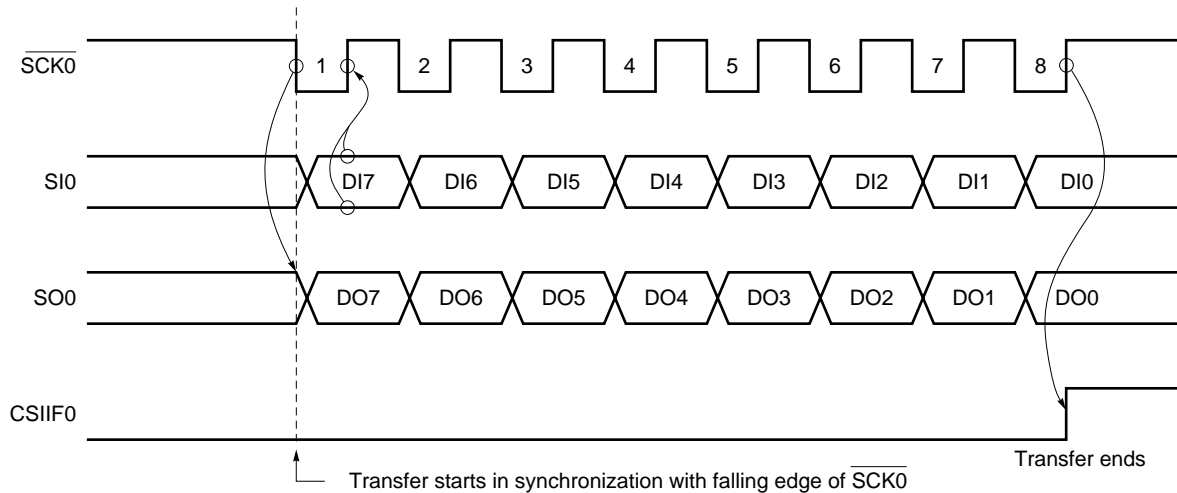 SCK0 1 2 3 4 5 6 7 8
SI0 DI7 DI6 DI5 DI4 DI3 DI2 DI1 DI0
SO0 DO7 DO6 DO5 DO4 DO3 DO2 DO1 DO0
CSIIF0
Transfer ends
Transfer starts in synchronization with falling edge of SCK0